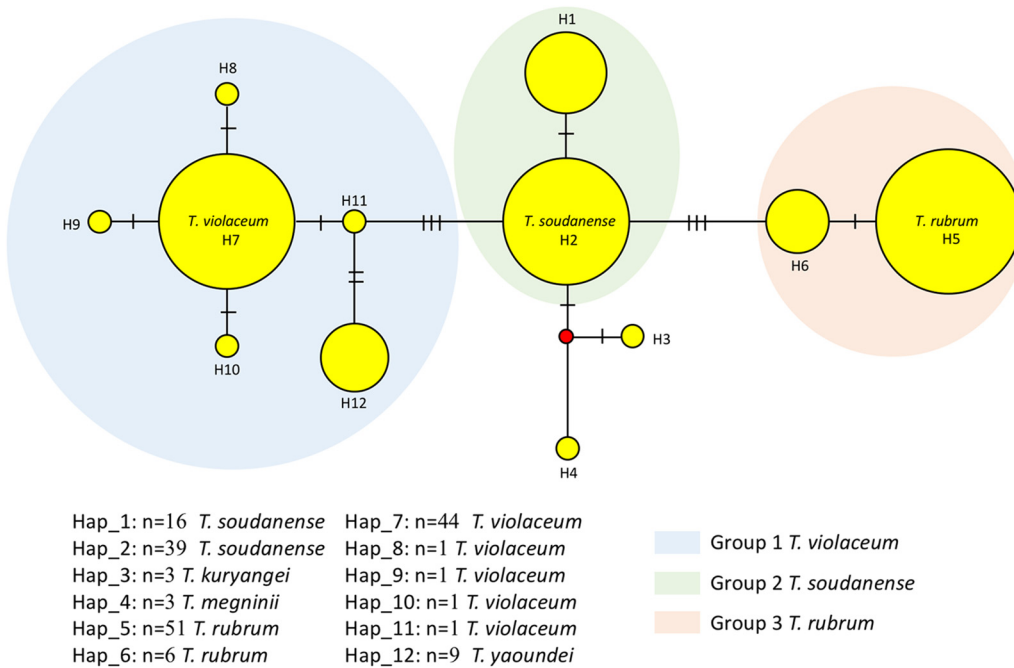 H1
H8
H9
T. violaceum
H7
H11
T. soudanense
H2
T. rubrum
H5
H6
H10
H12
H3
H4
Hap_1: n=16 T. soudanense
Hap_2: n=39 T. soudanense
Hap_3: n=3 T. kuryangei
Hap_4: n=3 T. megninii
Hap_5: n=51 T. rubrum
Hap_6: n=6 T. rubrum
Hap_7: n=44 T. violaceum
Hap_8: n=1 T. violaceum
Hap_9: n=1 T. violaceum
Hap_10: n=1 T. violaceum
Hap_11: n=1 T. violaceum
Hap_12: n=9 T. yaoundei
Group 1 T. violaceum
Group 2 T. soudanense
Group 3 T. rubrum